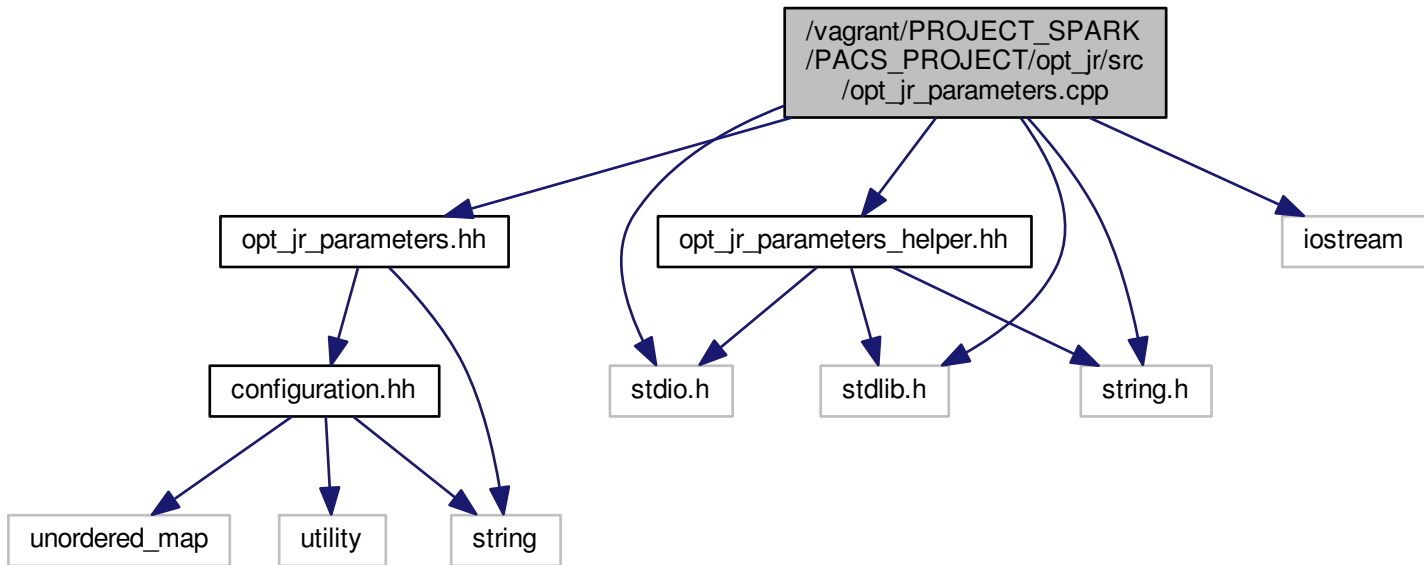 /vagrant/PROJECT_SPARK
/PACS_PROJECT/opt_jr/src
/opt_jr_parameters.cpp
opt_jr_parameters.hh
opt_jr_parameters_helper.hh
iostream
configuration.hh
stdio.h
stdlib.h
string.h
unordered_map
utility
string